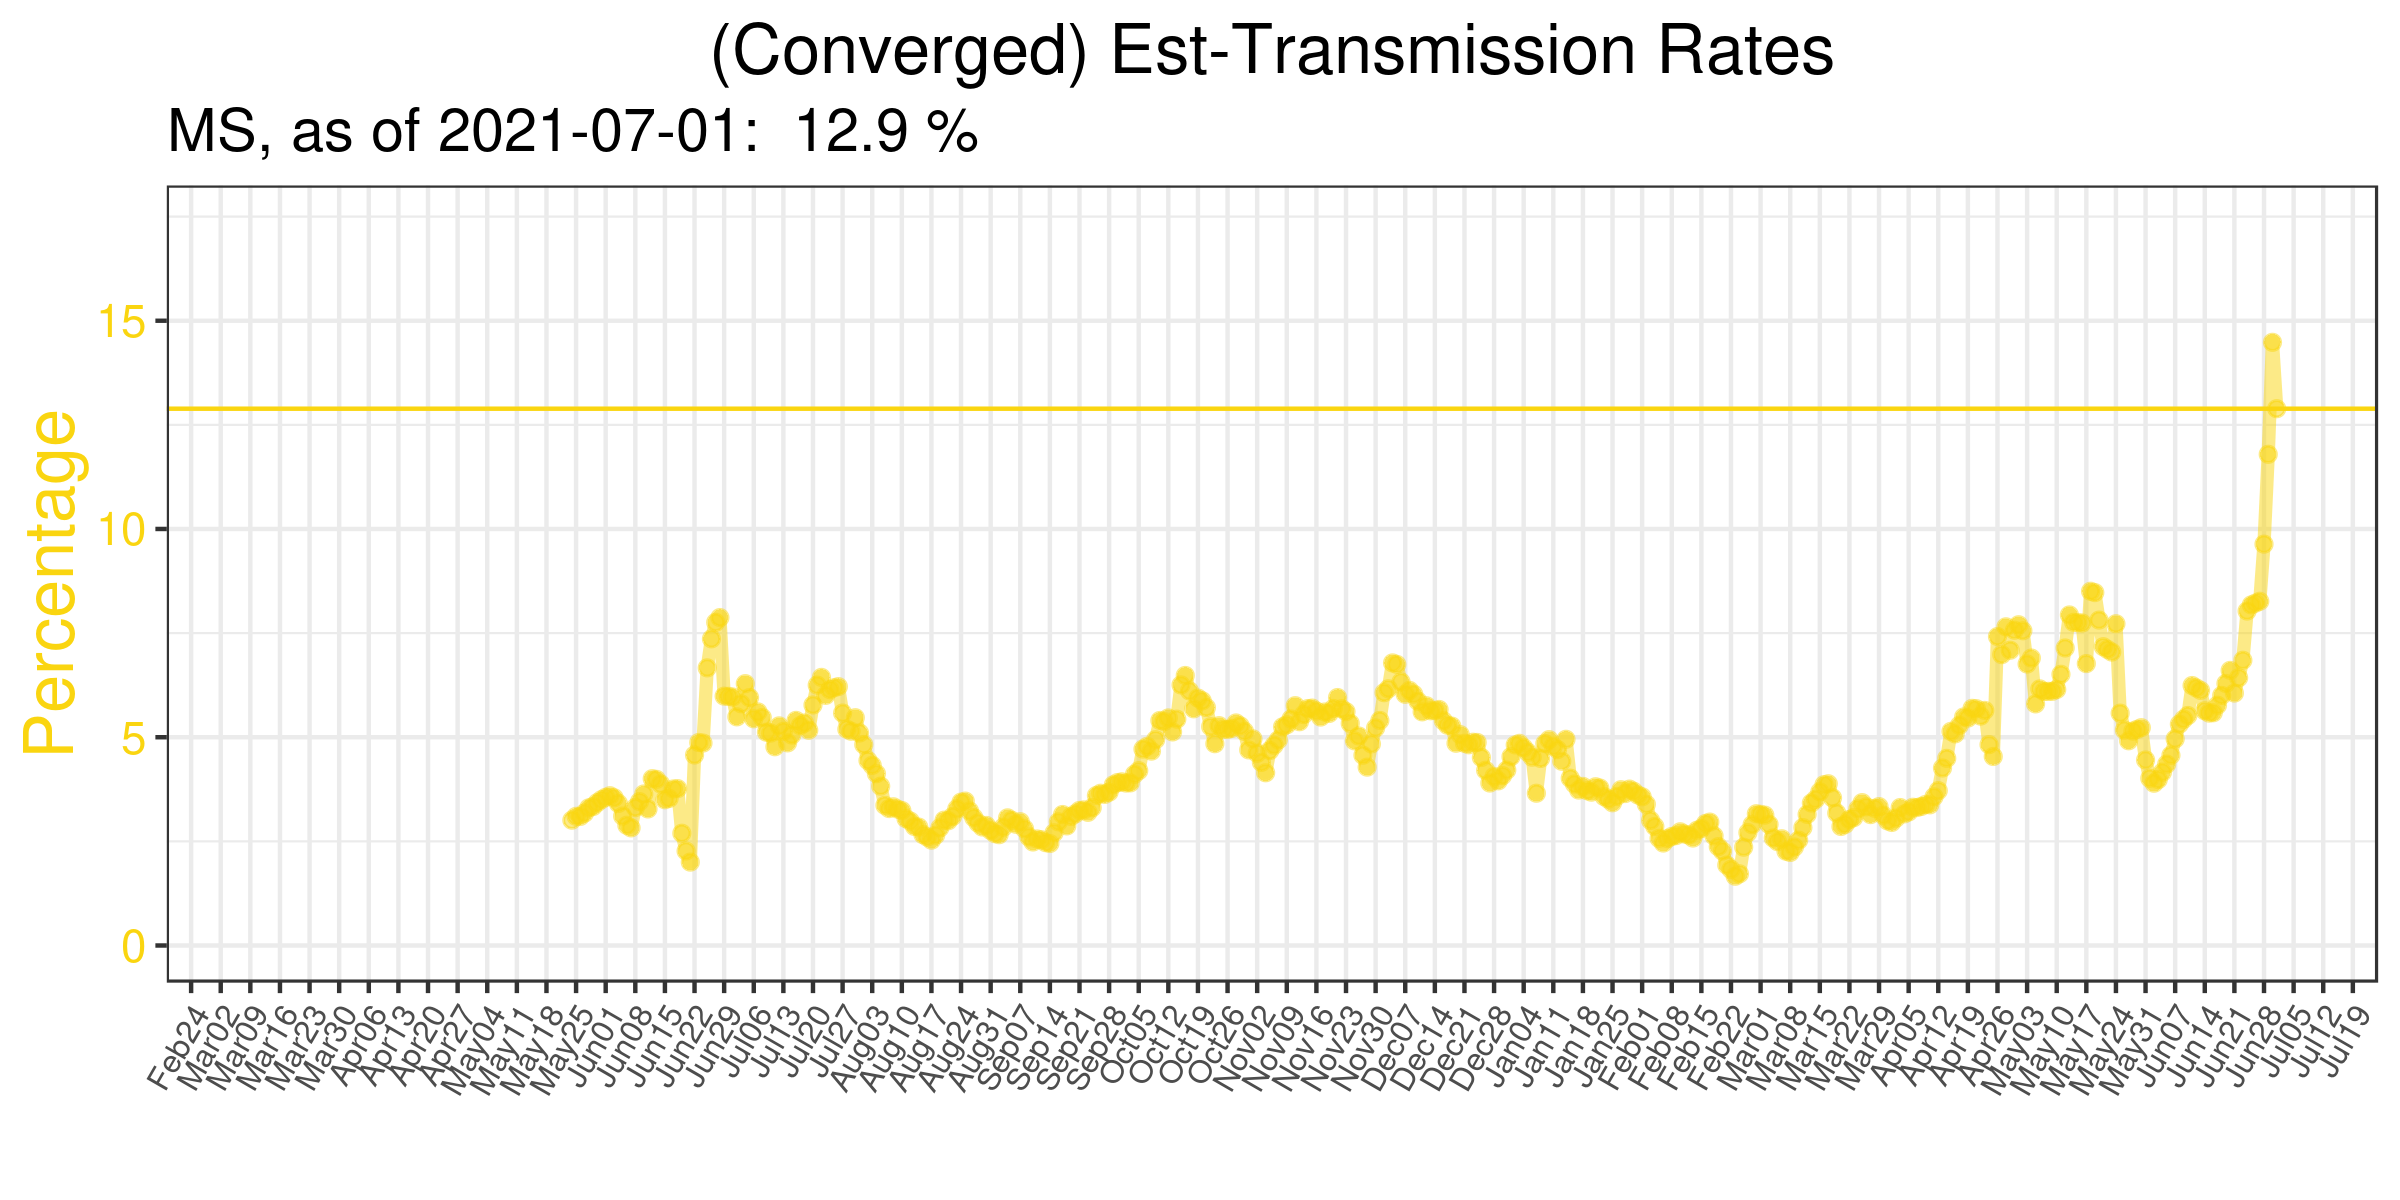 (Converged) Est-Transmission Rates
MS, as of 2021-07-01: 12.9 %
Percentage
15
10
5
0
Feb24
Mar02
Mar09
Mar16
Mar23
Mar30
Apr06
Apr13
Apr20
Apr27
May04
May11
May18
May25
Jun01
Jun08
Jun15
Jun22
Jun29
Jul06
Jul13
Jul20
Jul27
Aug03
Aug10
Aug17
Aug24
Aug31
Sep07
Sep14
Sep21
Sep28
Oct05
Oct12
Oct19
Oct26
Nov02
Nov09
Nov16
Nov23
Nov30
Dec07
Dec14
Dec21
Dec28
Jan04
Jan11
Jan18
Jan25
Feb01
Feb08
Feb15
Feb22
Mar01
Mar08
Mar15
Mar22
Mar29
Apr05
Apr12
Apr19
Apr26
May03
May10
May17
May24
May31
Jun07
Jun14
Jun21
Jun28
Jul05
Jul12
Jul19